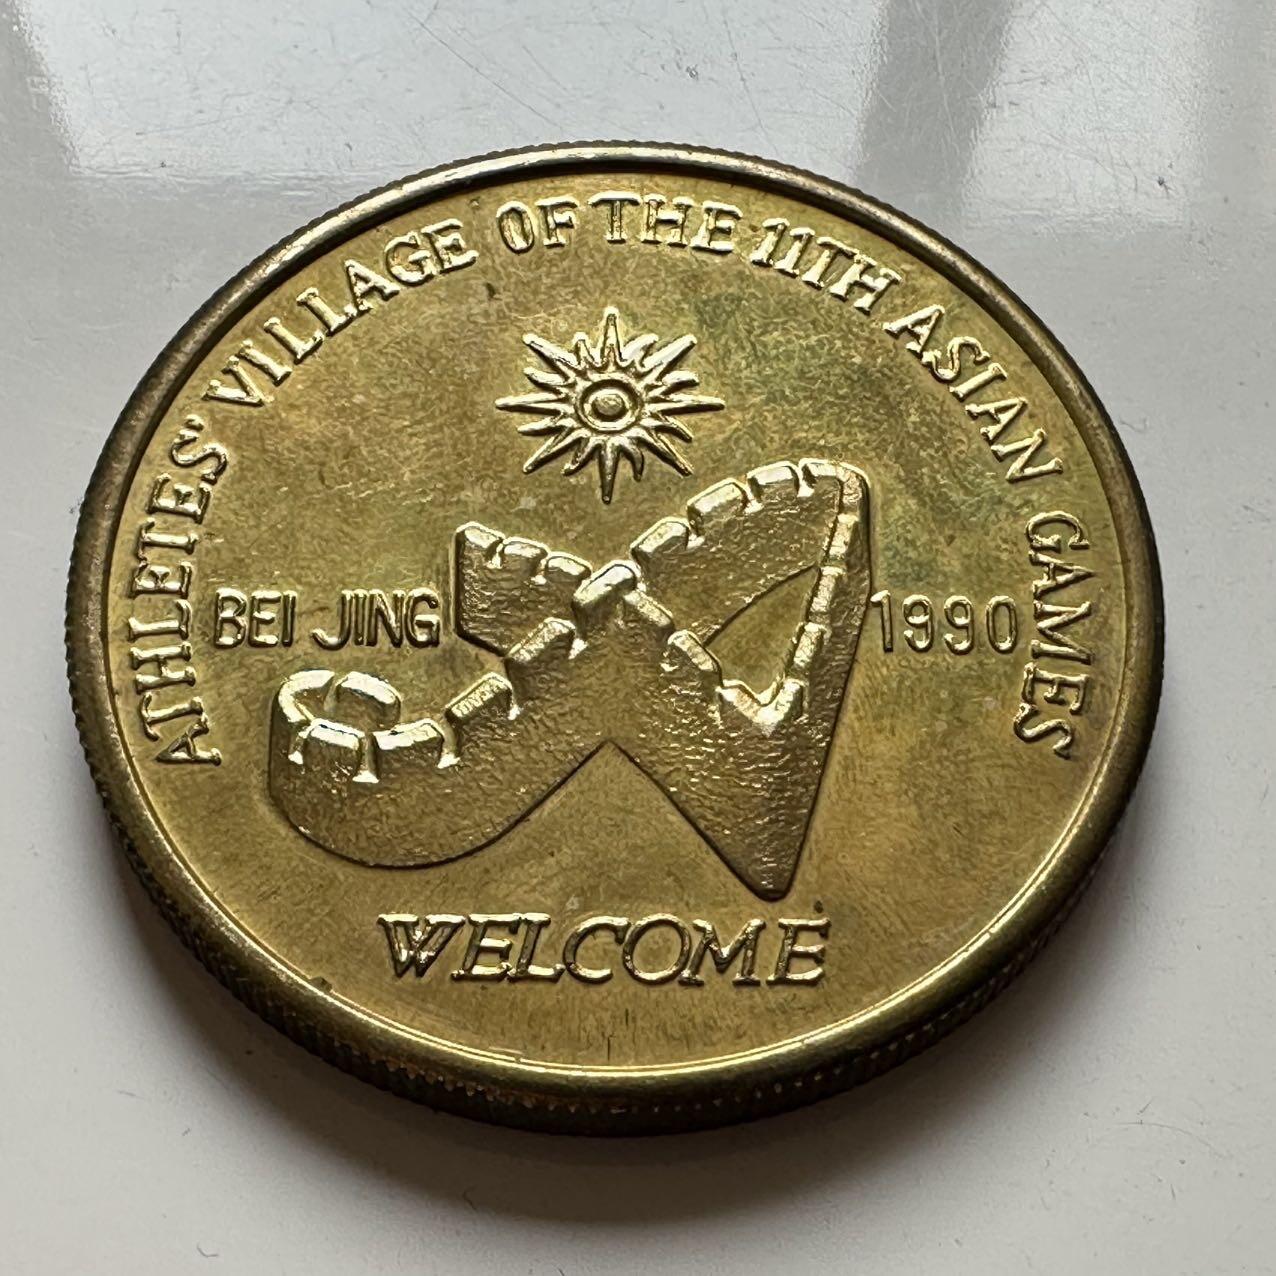 ATHLETES' VILLAGE OF THE 11TH ASIAN GAMES
BEI JING 1990
WELCOME